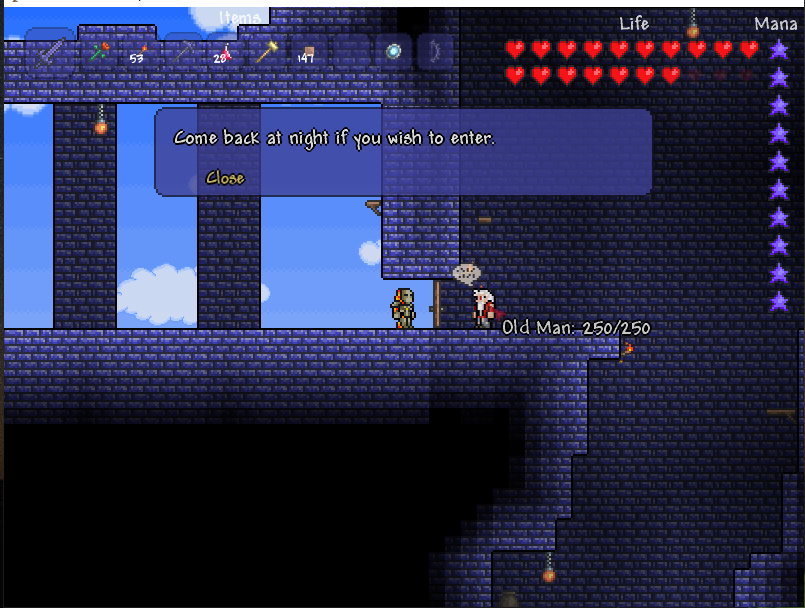 Items
Life
Mana
53
28
147
Come back at night if you wish to enter.
Close
Old Man: 250/250